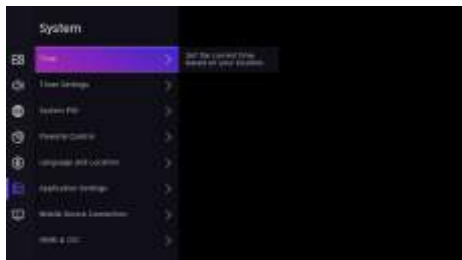 System
Time
Set the current time
based on your location.
Timer Settings
System PIN
Parental Control
Language and Location
Application Settings
Mobile Device Connection
HDMI & CEC